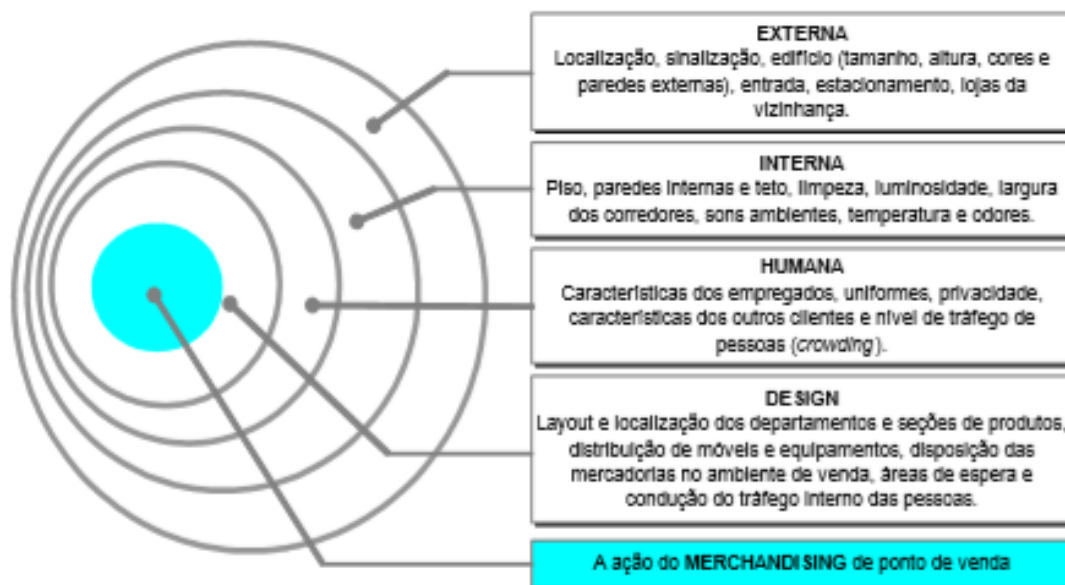 EXTERNA
Localização, sinalização, edifício (tamanho, altura, cores e
paredes externas), entrada, estacionamento, lojas da
vizinhança.
INTERNA
Piso, paredes internas e teto, limpeza, luminosidade, largura
dos corredores, sons ambientes, temperatura e odores.
HUMANA
Características dos empregados, uniformes, privacidade,
características dos outros clientes e nível de tráfego de
pessoas (crowding).
DESIGN
Layout e localização dos departamentos e seções de produtos,
distribuição de móveis e equipamentos, disposição das
mercadorias no ambiente de venda, áreas de espera e
condução do tráfego interno das pessoas.
A ação do MERCHANDISING de ponto de venda